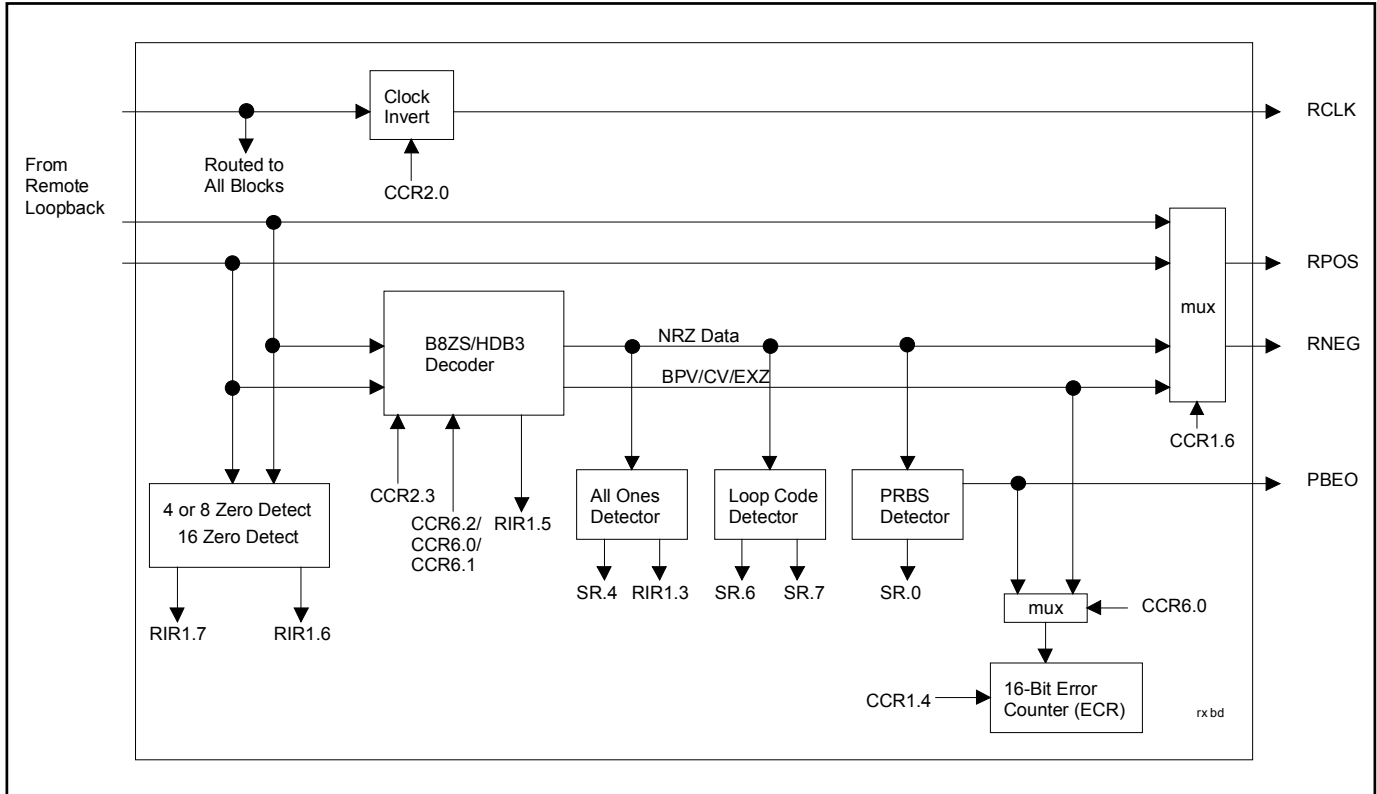 Clock
Invert
RCLK
From
Remote
Loopback
Routed to
All Blocks
CCR2.0
RPOS
mux
B8ZS/HDB3
Decoder
NRZ Data
RNEG
BPV/CV/EXZ
CCR1.6
4 or 8 Zero Detect
16 Zero Detect
CCR2.3
CCR6.2/
CCR6.0/
CCR6.1
RIR1.5
All Ones
Detector
Loop Code
Detector
PRBS
Detector
PBEO
SR.4
RIR1.3
SR.6
SR.7
SR.0
mux
CCR6.0
RIR1.7
RIR1.6
CCR1.4
16-Bit Error
Counter (ECR)
rx bd